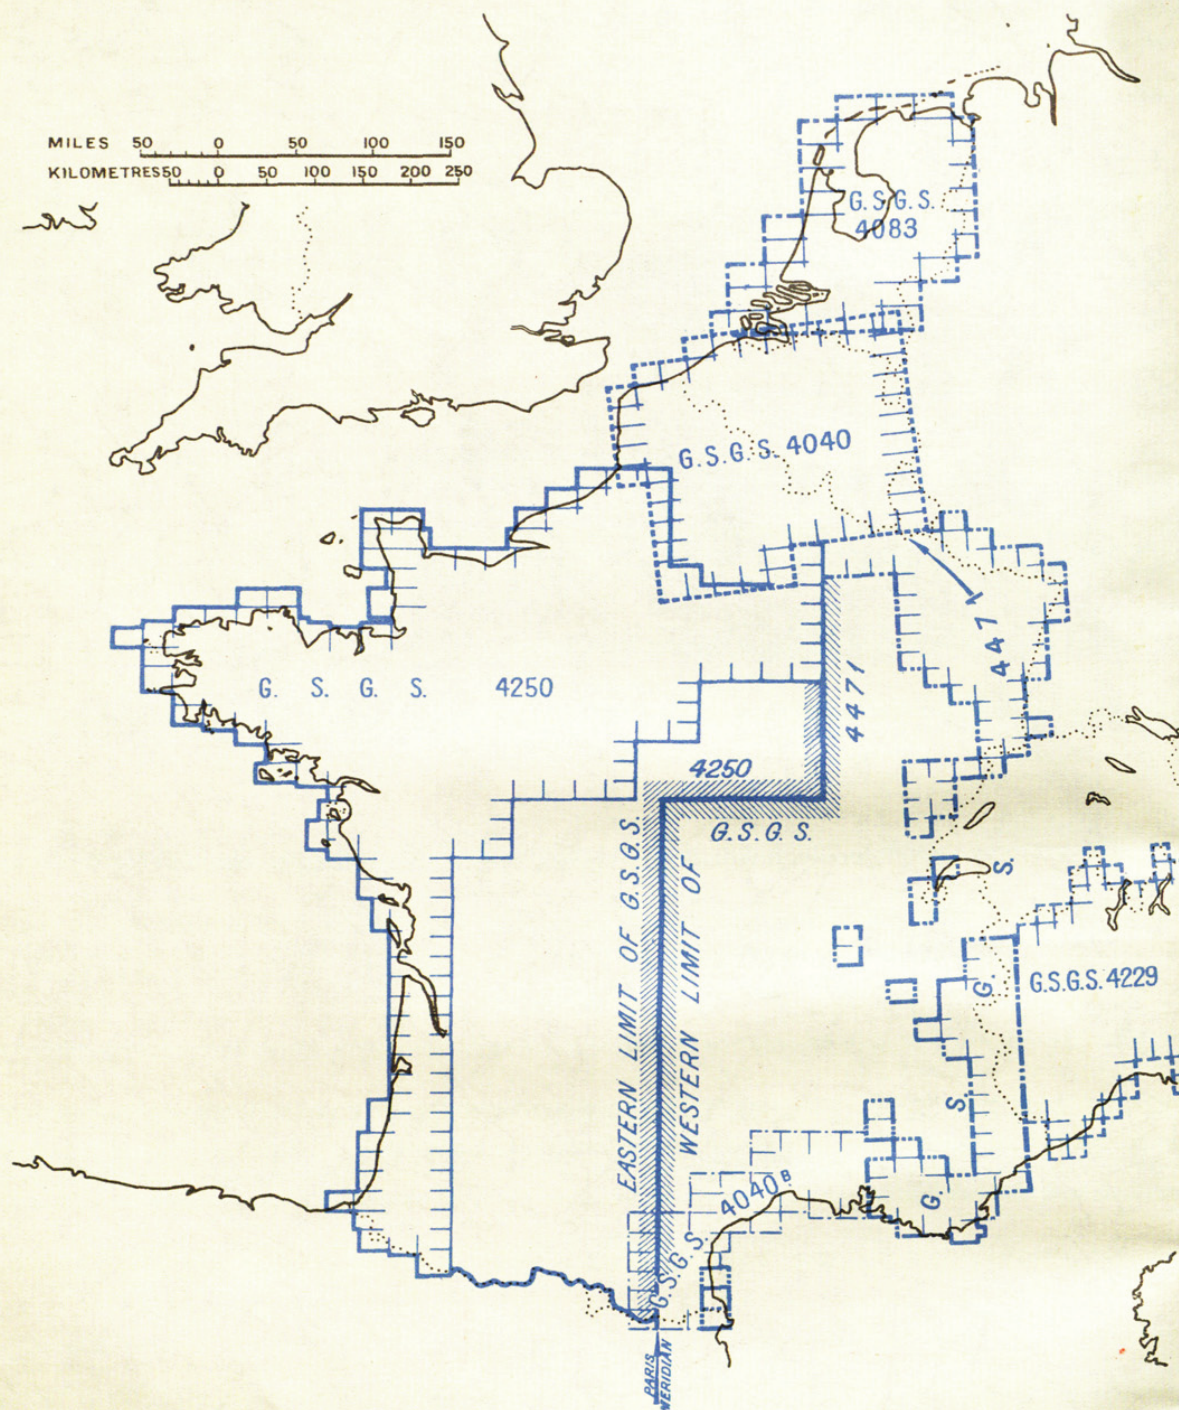 MILES 50 0 50 100 150
KILOMETRES 50 0 50 100 150 200 250
G.S.G.S.
4083
G.S.G.S. 4040
4471
G. S. G. S. 4250
4471
4250
G.S.G.S.
EASTERN LIMIT OF G.S.G.S.
WESTERN LIMIT OF
G. S. G. S.
G.S.G.S. 4229
G.S.G.S. 4040B
PARIS
MERIDIAN